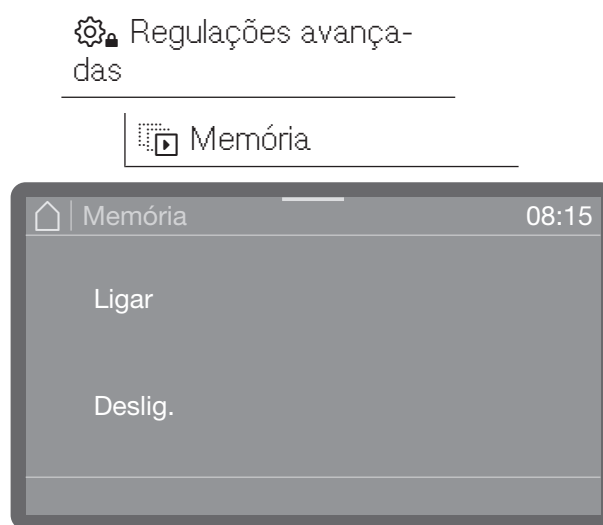 Regulações avança-
das
Memória
Memória 08:15
Ligar
Deslig.